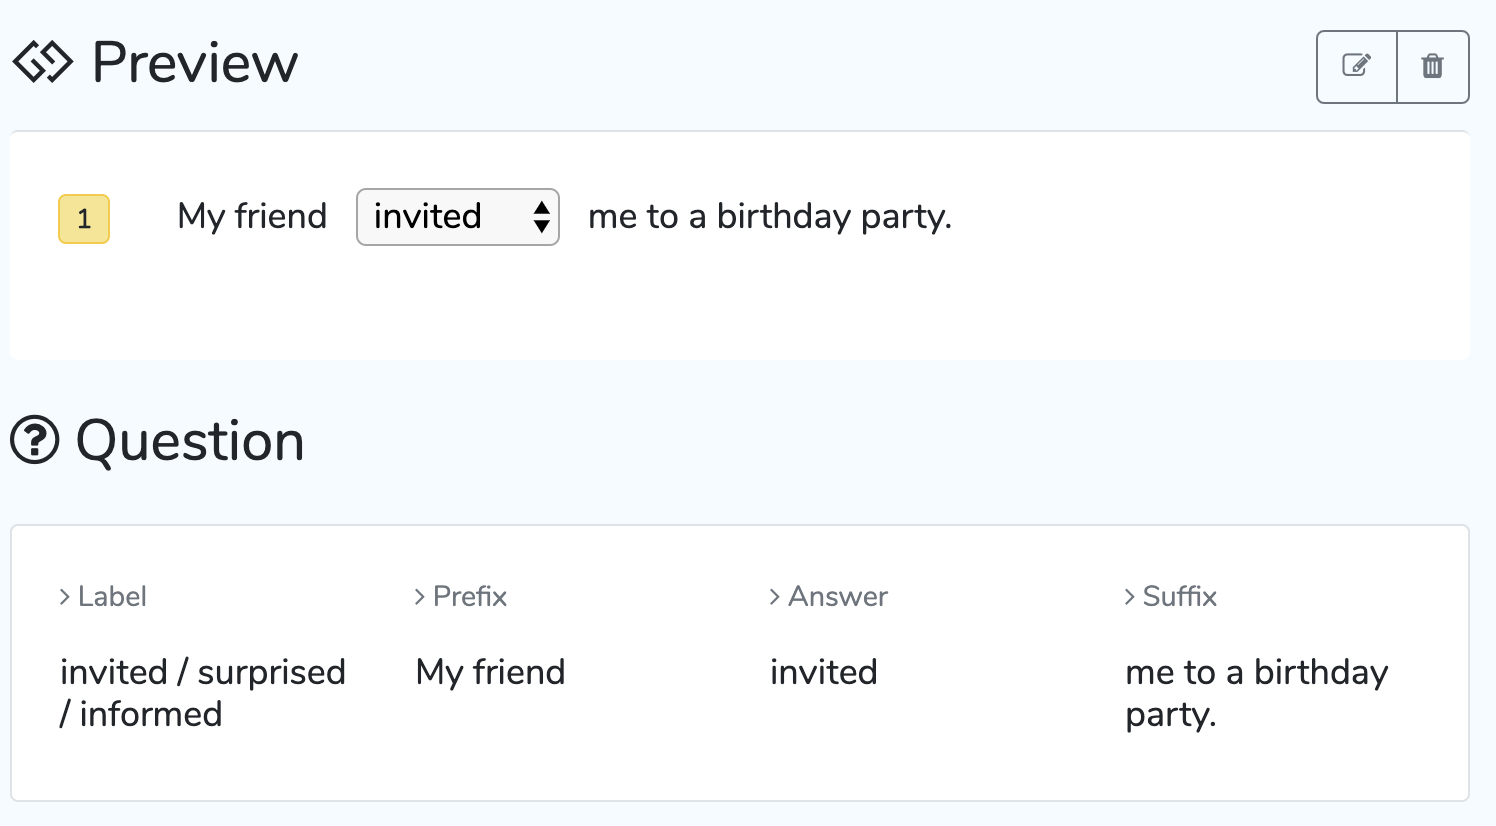 Preview
1 My friend invited me to a birthday party.
Question
> Label > Prefix > Answer > Suffix
invited / surprised My friend invited me to a birthday
/ informed party.